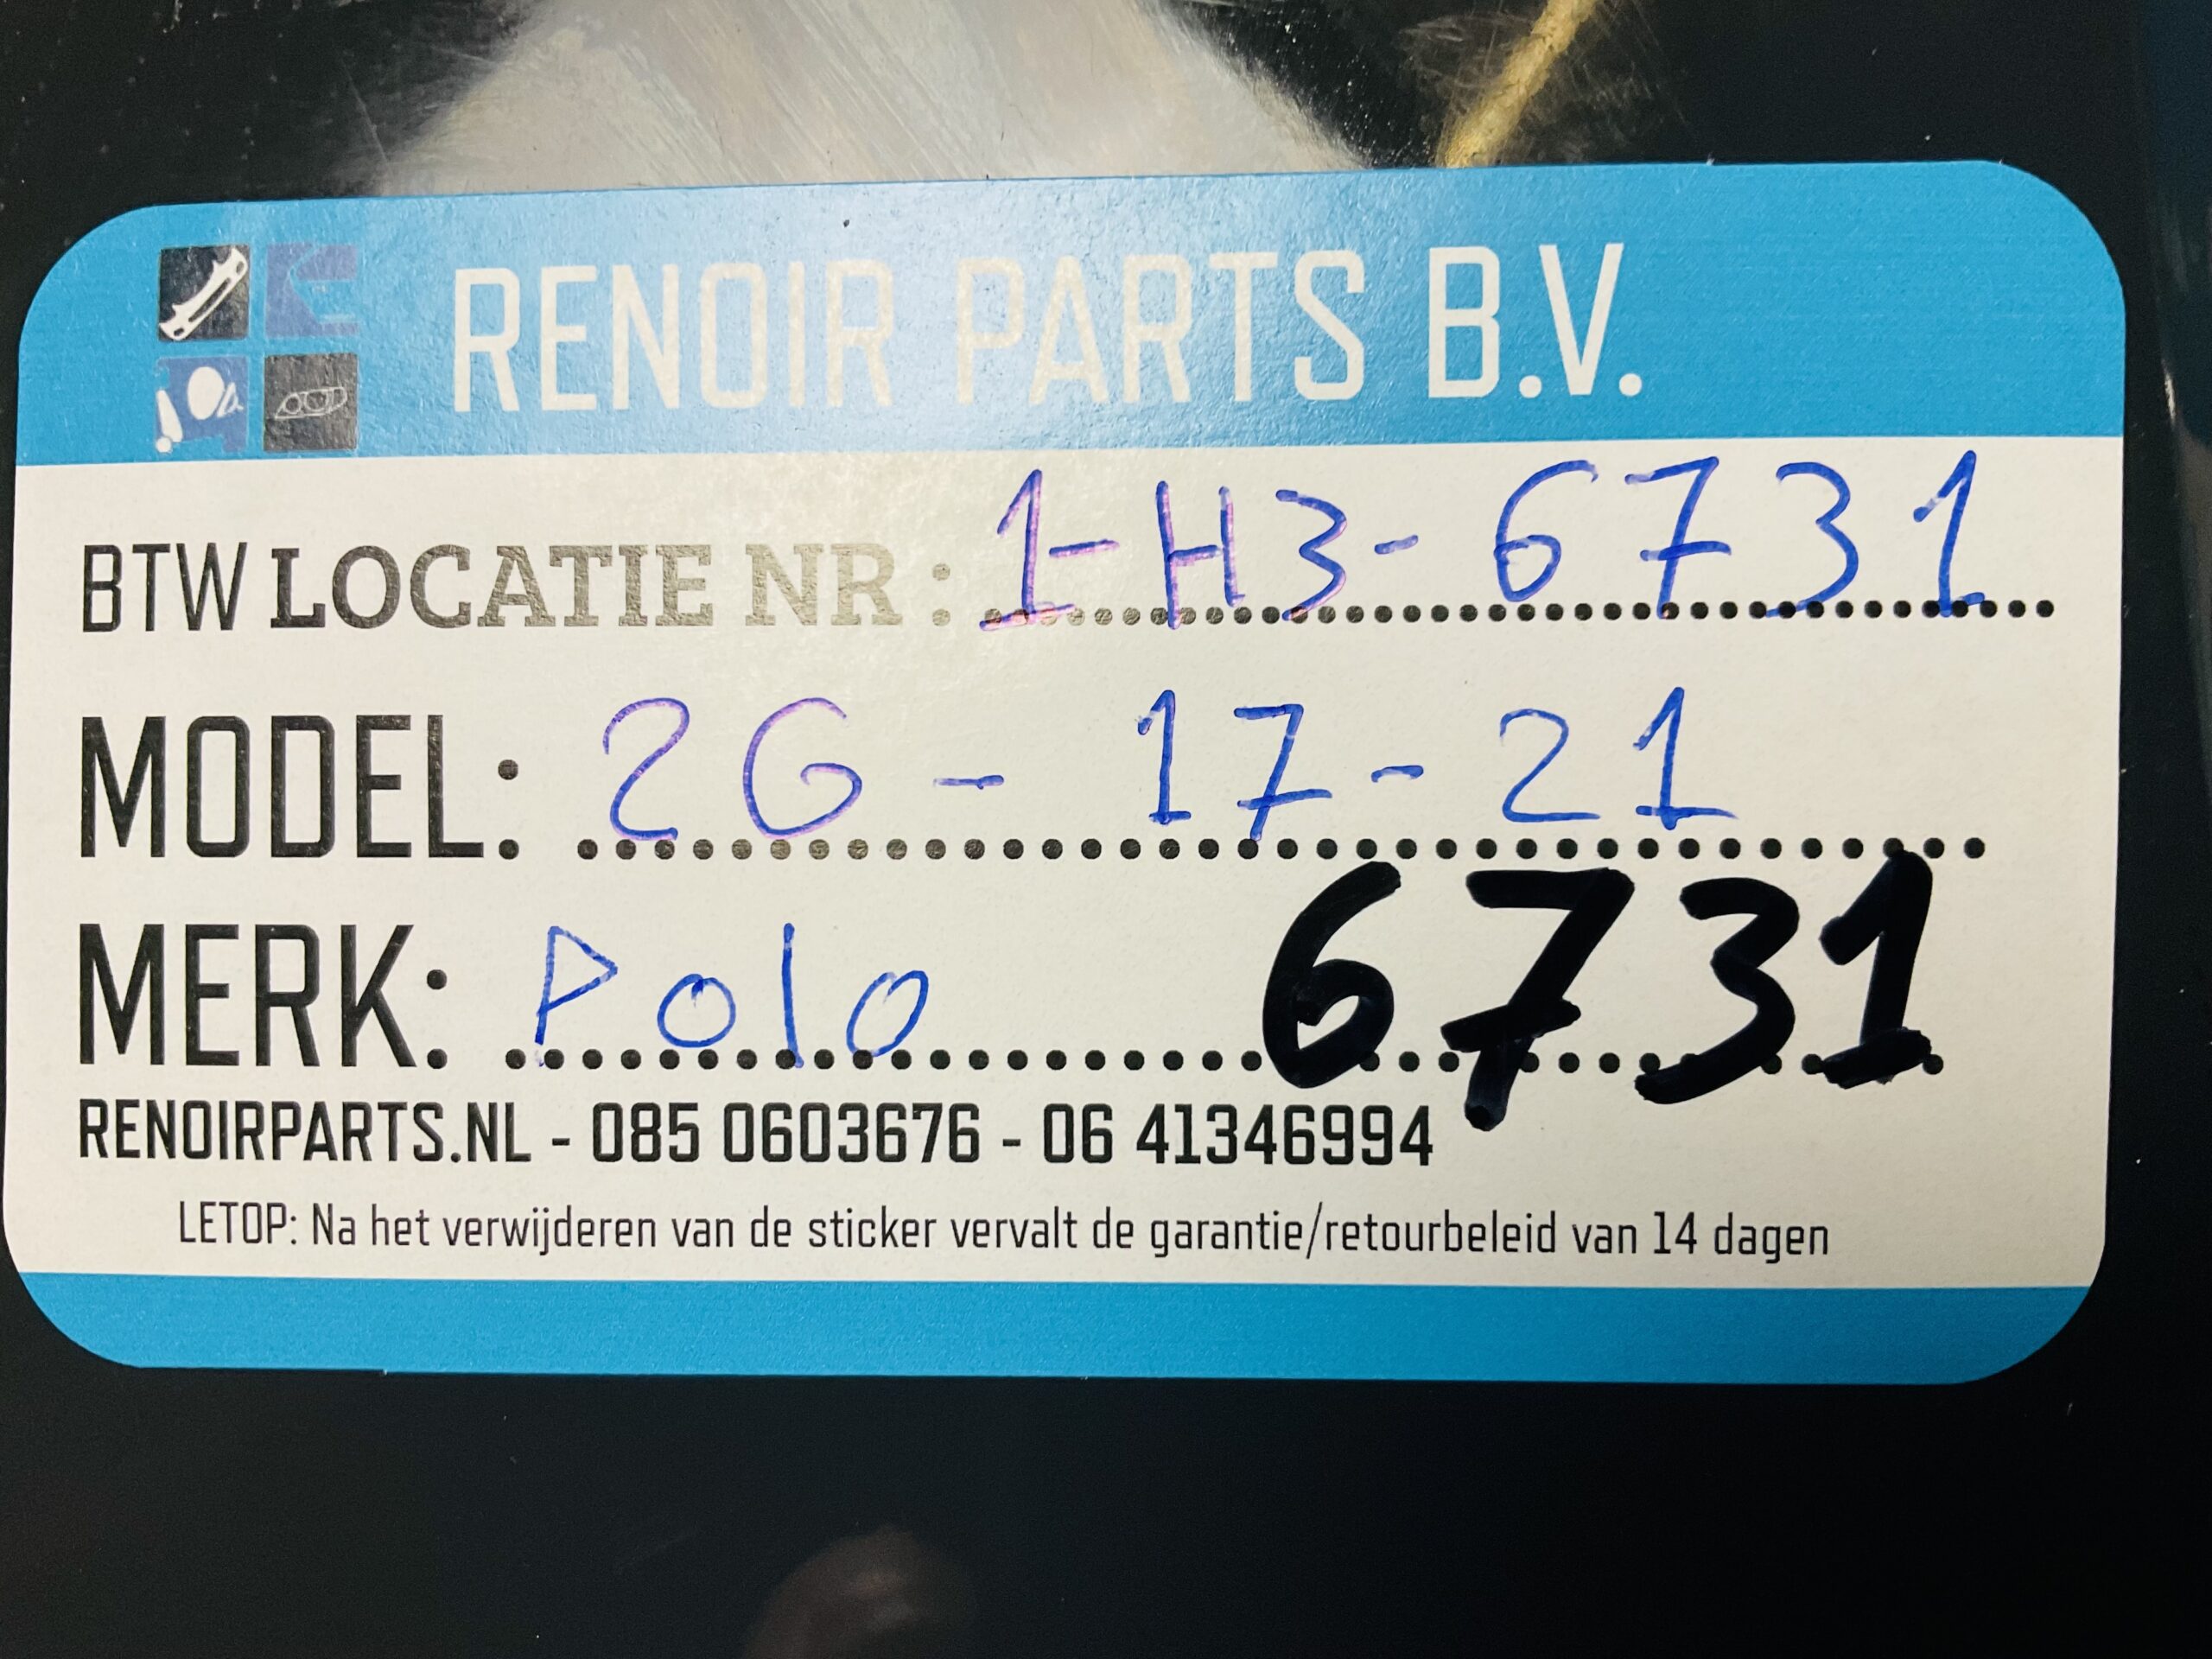 RENOIR PARTS B.V.
BTW LOCATIE NR : 1-H3-6731
MODEL: 2G - 17-21
MERK: Polo 6731
RENOIRPARTS.NL - 085 0603676 - 06 41346994
LETOP: Na het verwijderen van de sticker vervalt de garantie/retourbeleid van 14 dagen